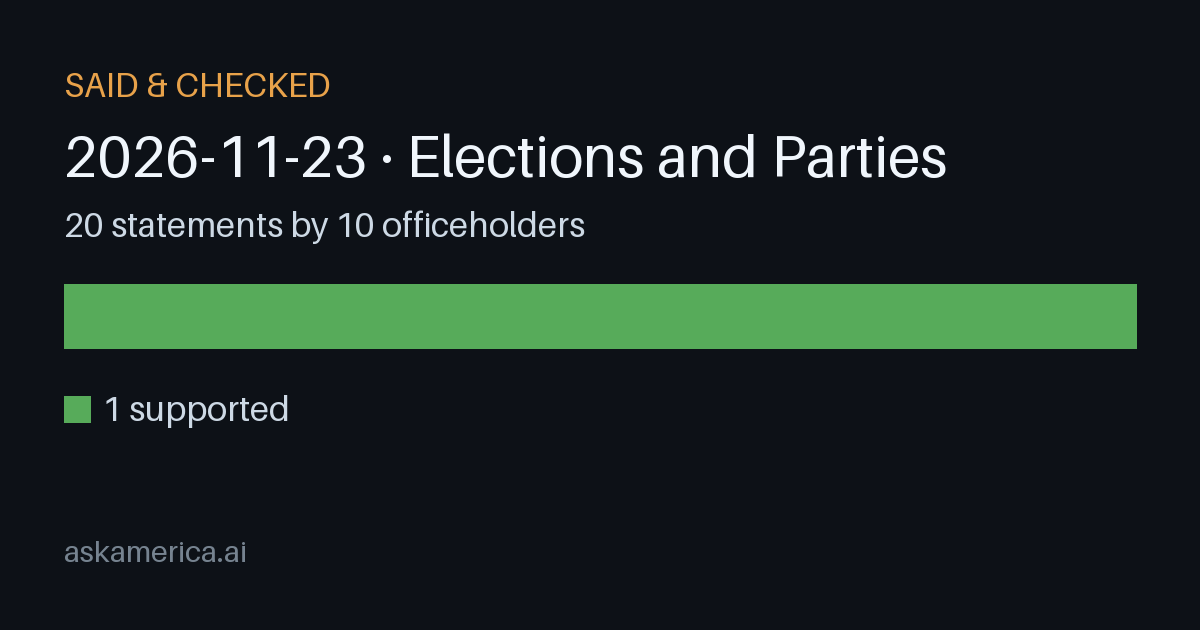 SAID & CHECKED
2026-11-23 · Elections and Parties
20 statements by 10 officeholders
1 supported
askamerica.ai